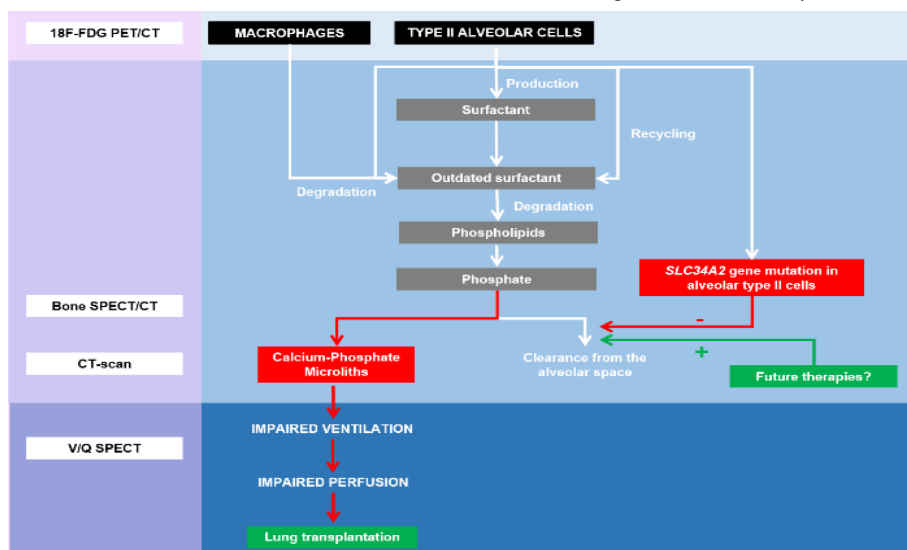 18F-FDG PET/CT
MACROPHAGES
TYPE II ALVEOLAR CELLS
Production
Surfactant
Recycling
Outdated surfactant
Degradation
Degradation
Phospholipids
Phosphate
SLC34A2 gene mutation in
alveolar type II cells
Bone SPECT/CT
-
CT-scan
Calcium-Phosphate
Microliths
Clearance from the
alveolar space
+
Future therapies?
V/Q SPECT
IMPAIRED VENTILATION
IMPAIRED PERFUSION
Lung transplantation